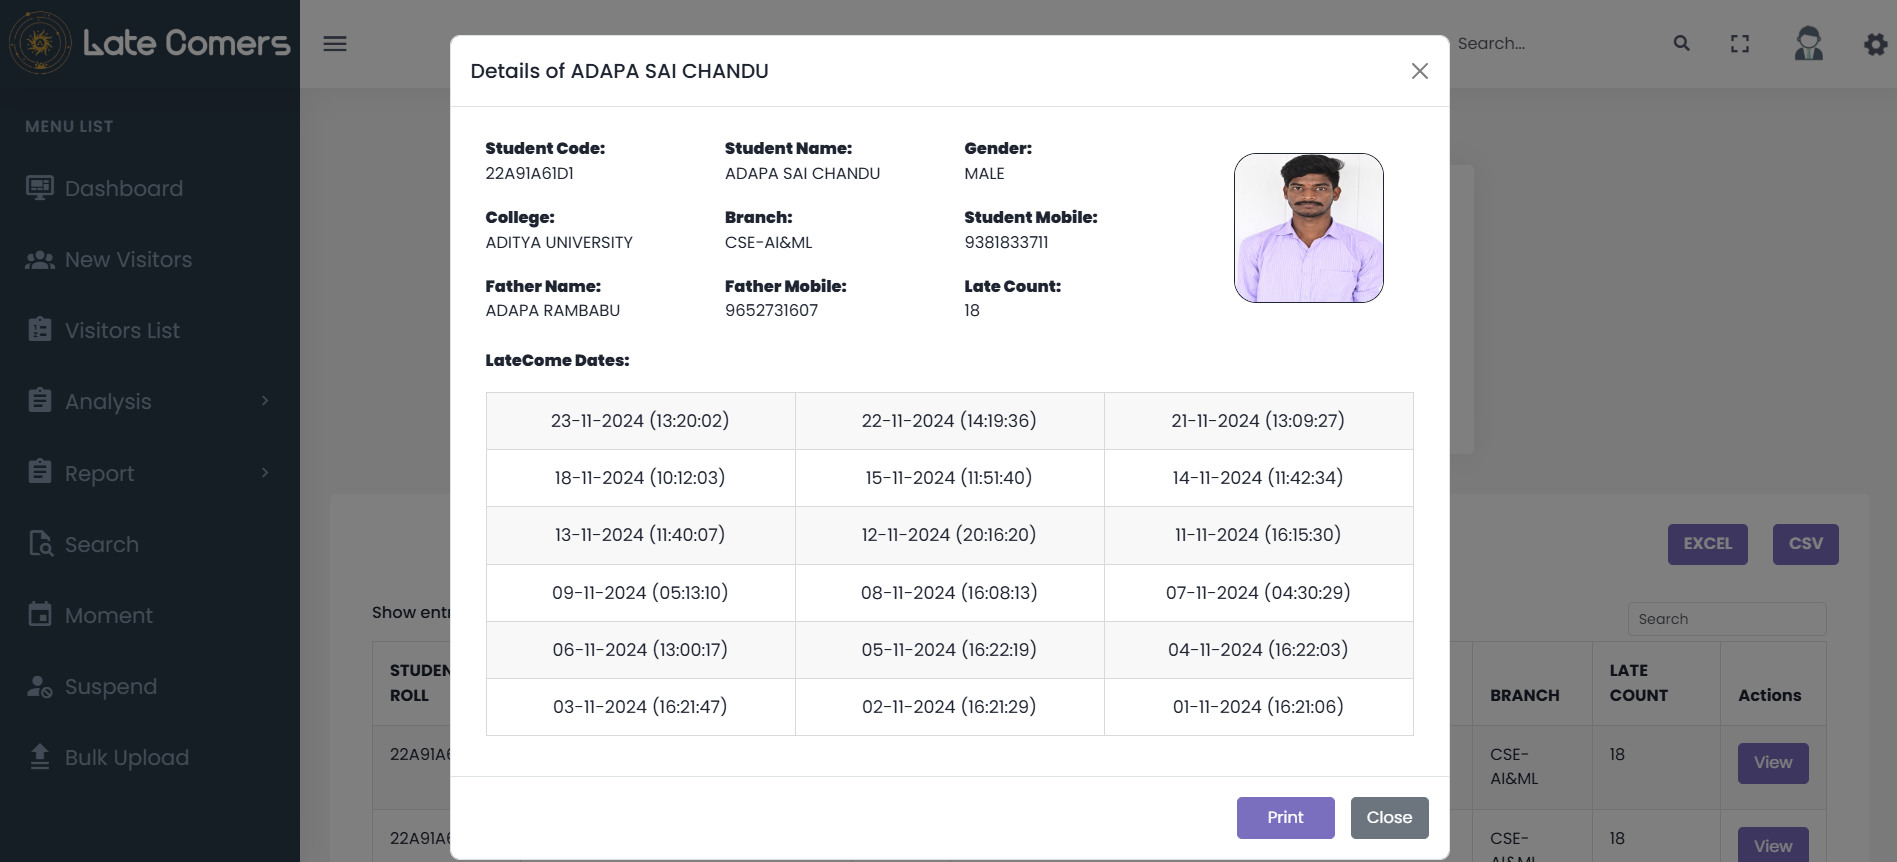 Late Comers
Search...
MENU LIST
Dashboard
New Visitors
Visitors List
Analysis
Report
Search
Moment
Suspend
Bulk Upload
Details of ADAPA SAI CHANDU
Student Code: Student Name: Gender:
22A91A61D1 ADAPA SAI CHANDU MALE
College: Branch: Student Mobile:
ADITYA UNIVERSITY CSE-AI&ML 9381833711
Father Name: Father Mobile: Late Count:
ADAPA RAMBABU 9652731607 18
LateCome Dates:
23-11-2024 (13:20:02) 22-11-2024 (14:19:36) 21-11-2024 (13:09:27)
18-11-2024 (10:12:03) 15-11-2024 (11:51:40) 14-11-2024 (11:42:34)
13-11-2024 (11:40:07) 12-11-2024 (20:16:20) 11-11-2024 (16:15:30)
09-11-2024 (05:13:10) 08-11-2024 (16:08:13) 07-11-2024 (04:30:29)
06-11-2024 (13:00:17) 05-11-2024 (16:22:19) 04-11-2024 (16:22:03)
03-11-2024 (16:21:47) 02-11-2024 (16:21:29) 01-11-2024 (16:21:06)
Print Close
EXCEL CSV
Show
Search
ROLL BRANCH LATE COUNT Actions
CSE-AI&ML 18 View
CSE- 18 View